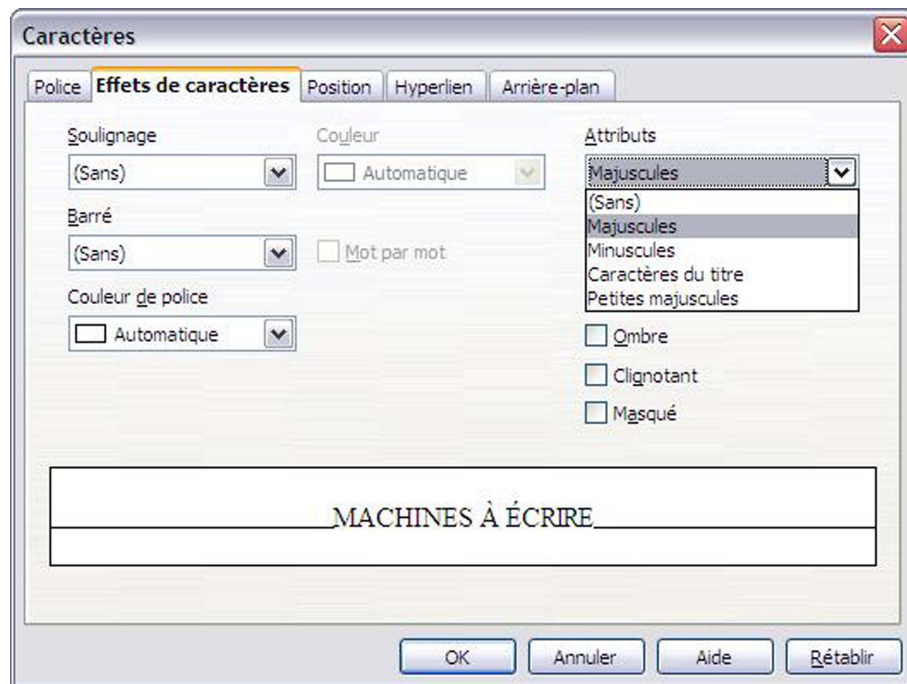 Caractères
Police Effets de caractères Position Hyperlien Arrière-plan
Soulignage Couleur Attributs
(Sans) Automatique Majuscules
(Sans)
Barré Majuscules
(Sans) Mot par mot Minuscules
Caractères du titre
Couleur de police Petites majuscules
Automatique Ombre
Clignotant
Masqué
MACHINES À ÉCRIRE
OK Annuler Aide Rétablir